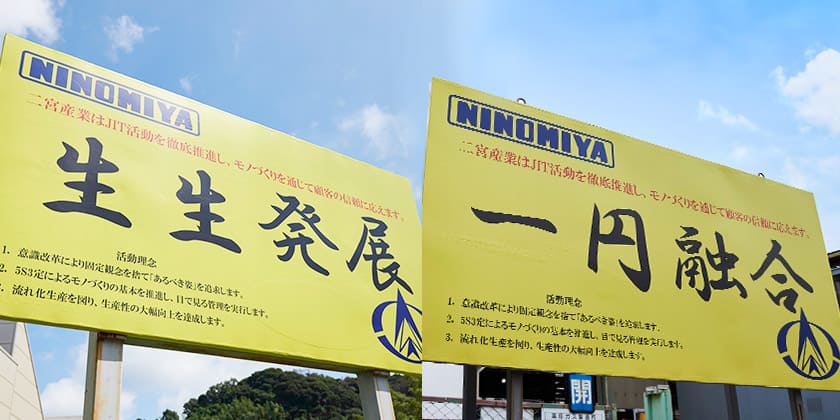 NINOMIYA
二宮産業はJIT活動を徹底推進し、モノづくりを通じて顧客の信頼に応えます。
生生発展
活動理念
1. 意識改革により固定観念を捨て「あるべき姿」を追求します。
2. 5S3定によるモノづくりの基本を推進し、目で見る管理を実行します。
3. 流れ化生産を図り、生産性の大幅向上を達成します。
NINOMIYA
二宮産業はJIT活動を徹底推進し、モノづくりを通じて顧客の信頼に応えます。
一円融合
活動理念
1. 意識改革により固定観念を捨て「あるべき姿」を追求します。
2. 5S3定によるモノづくりの基本を推進し、目で見る管理を実行します。
3. 流れ化生産を図り、生産性の大幅向上を達成します。
開